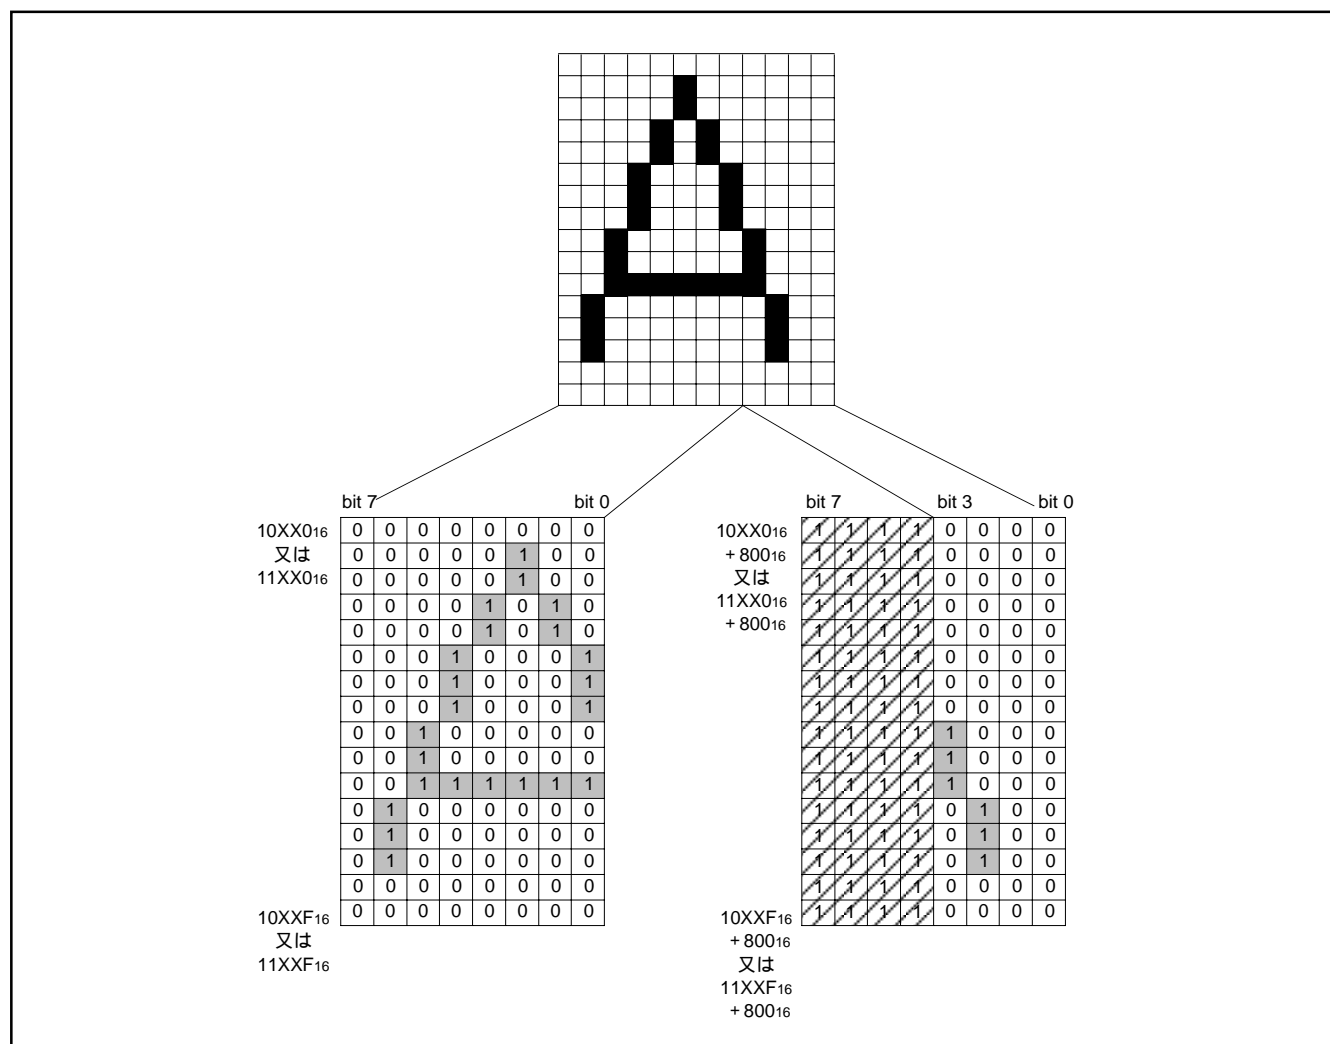 bit 7 bit 0 bit 7 bit 3 bit 0
10XX016
又は
11XX016
0 0 0 0 0 0 0 0
0 0 0 0 0 1 0 0
0 0 0 0 0 1 0 0
0 0 0 0 1 0 1 0
0 0 0 0 1 0 1 0
0 0 0 1 0 0 0 1
0 0 0 1 0 0 0 1
0 0 0 1 0 0 0 1
0 0 1 0 0 0 0 0
0 0 1 0 0 0 0 0
0 0 1 1 1 1 1 1
0 1 0 0 0 0 0 0
0 1 0 0 0 0 0 0
0 1 0 0 0 0 0 0
0 0 0 0 0 0 0 0
0 0 0 0 0 0 0 0
10XXF16
又は
11XXF16
10XX016
+80016
又は
11XX016
+80016
1 1 1 1 0 0 0 0
1 1 1 1 0 0 0 0
1 1 1 1 0 0 0 0
1 1 1 1 0 0 0 0
1 1 1 1 0 0 0 0
1 1 1 1 0 0 0 0
1 1 1 1 0 0 0 0
1 1 1 1 0 0 0 0
1 1 1 1 1 0 0 0
1 1 1 1 1 0 0 0
1 1 1 1 1 0 0 0
1 1 1 1 0 1 0 0
1 1 1 1 0 1 0 0
1 1 1 1 0 1 0 0
1 1 1 1 0 0 0 0
1 1 1 1 0 0 0 0
10XXF16
+80016
又は
11XXF16
+80016